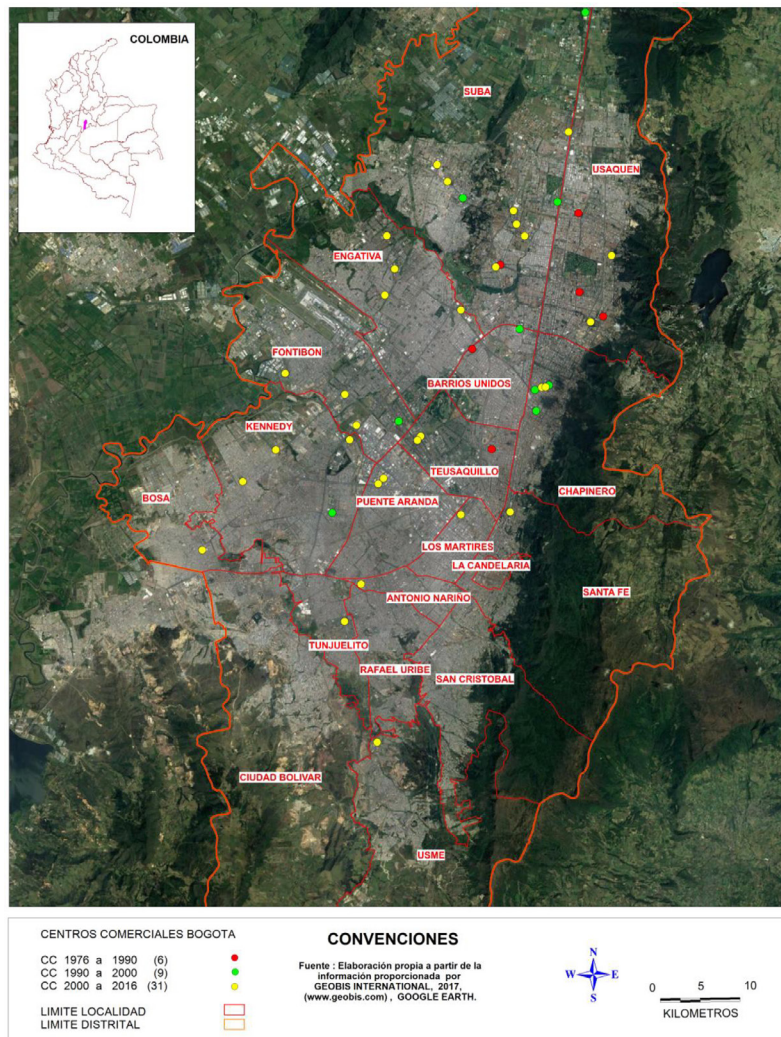 COLOMBIA
SUBA
USAQUEN
ENGATIVA
FONTIBON
BARRIOS UNIDOS
KENNEDY
TEUSAQUILLO
BOSA
CHAPINERO
PUENTE ARANDA
LOS MARTIRES
LA CANDELARIA
SANTA FE
ANTONIO NARIÑO
TUNJUELITO
RAFAEL URIBE
SAN CRISTOBAL
CIUDAD BOLIVAR
USME
CENTROS COMERCIALES BOGOTA
CC 1976 a 1990 (6)
CC 1990 a 2000 (9)
CC 2000 a 2016 (31)
LIMITE LOCALIDAD
LIMITE DISTRITAL
CONVENCIONES
Fuente : Elaboración propia a partir de la
información proporcionada por
GEOBIS INTERNATIONAL, 2017,
(www.geobis.com) , GOOGLE EARTH.
N
W E
S
0 5 10
KILOMETROS